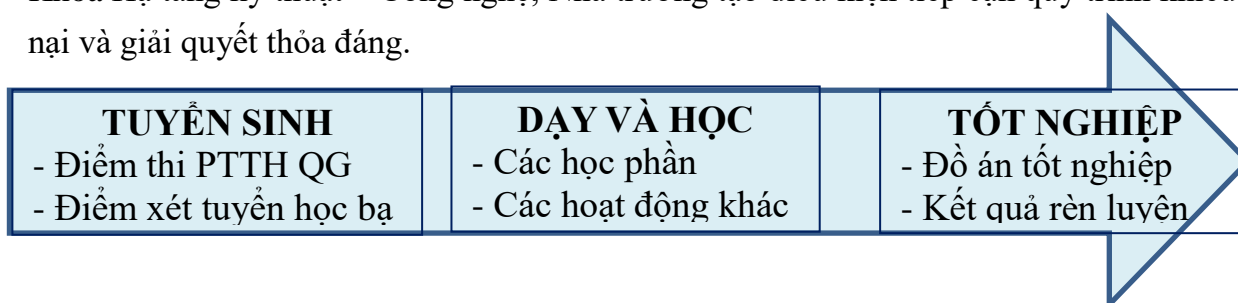 nại và giải quyết thỏa đáng.
TUYỂN SINH
- Điểm thi PTTH QG
- Điểm xét tuyển học bạ
DẠY VÀ HỌC
- Các học phần
- Các hoạt động khác
TỐT NGHIỆP
- Đồ án tốt nghiệp
- Kết quả rèn luyện